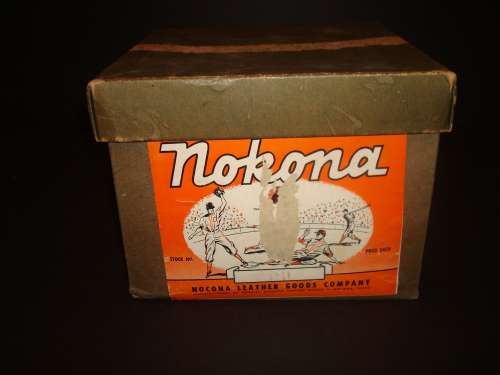 Nokona
STOCK NO.
PRICE EACH
NOCONA LEATHER GOODS COMPANY